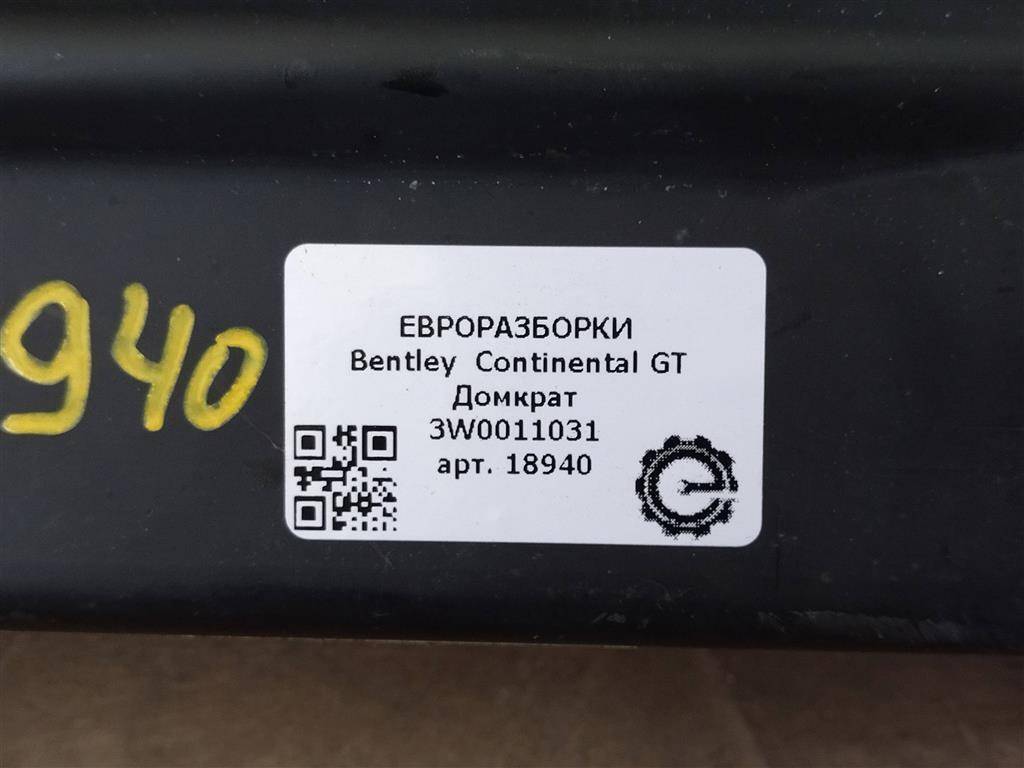 940
ЕВРОРАЗБОРКИ
Bentley Continental GT
Домкрат
3W0011031
арт. 18940